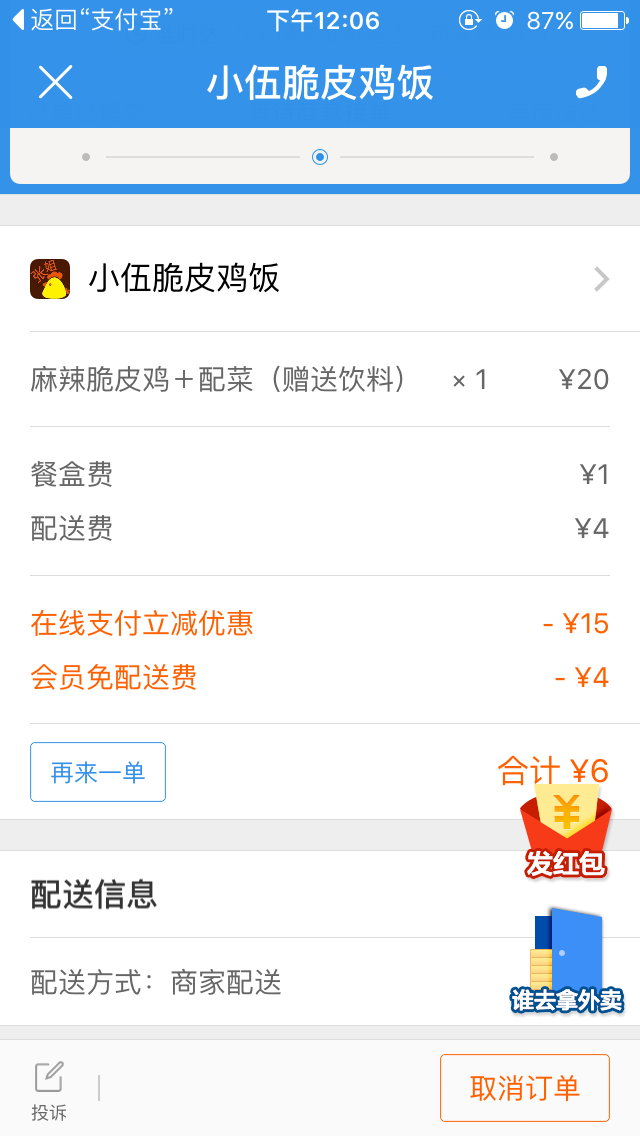 返回“支付宝” 下午12:06 87%
小伍脆皮鸡饭
张姐
小伍脆皮鸡饭
麻辣脆皮鸡＋配菜（赠送饮料） × 1 ¥20
餐盒费 ¥1
配送费 ¥4
在线支付立减优惠 - ¥15
会员免配送费 - ¥4
再来一单 合计 ¥6
¥
发红包
配送信息
配送方式：商家配送
谁去拿外卖
投诉 取消订单